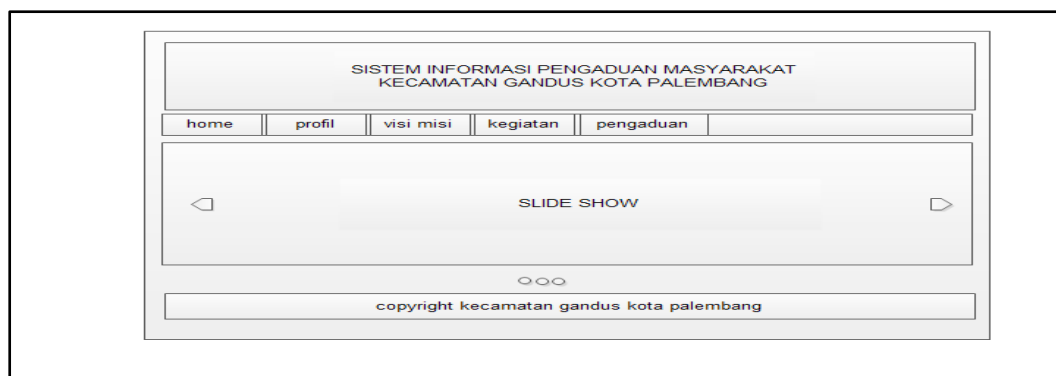 SISTEM INFORMASI PENGADUAN MASYARAKAT
KECAMATAN GANDUS KOTA PALEMBANG
home profil visi misi kegiatan pengaduan
SLIDE SHOW
copyright kecamatan gandus kota palembang